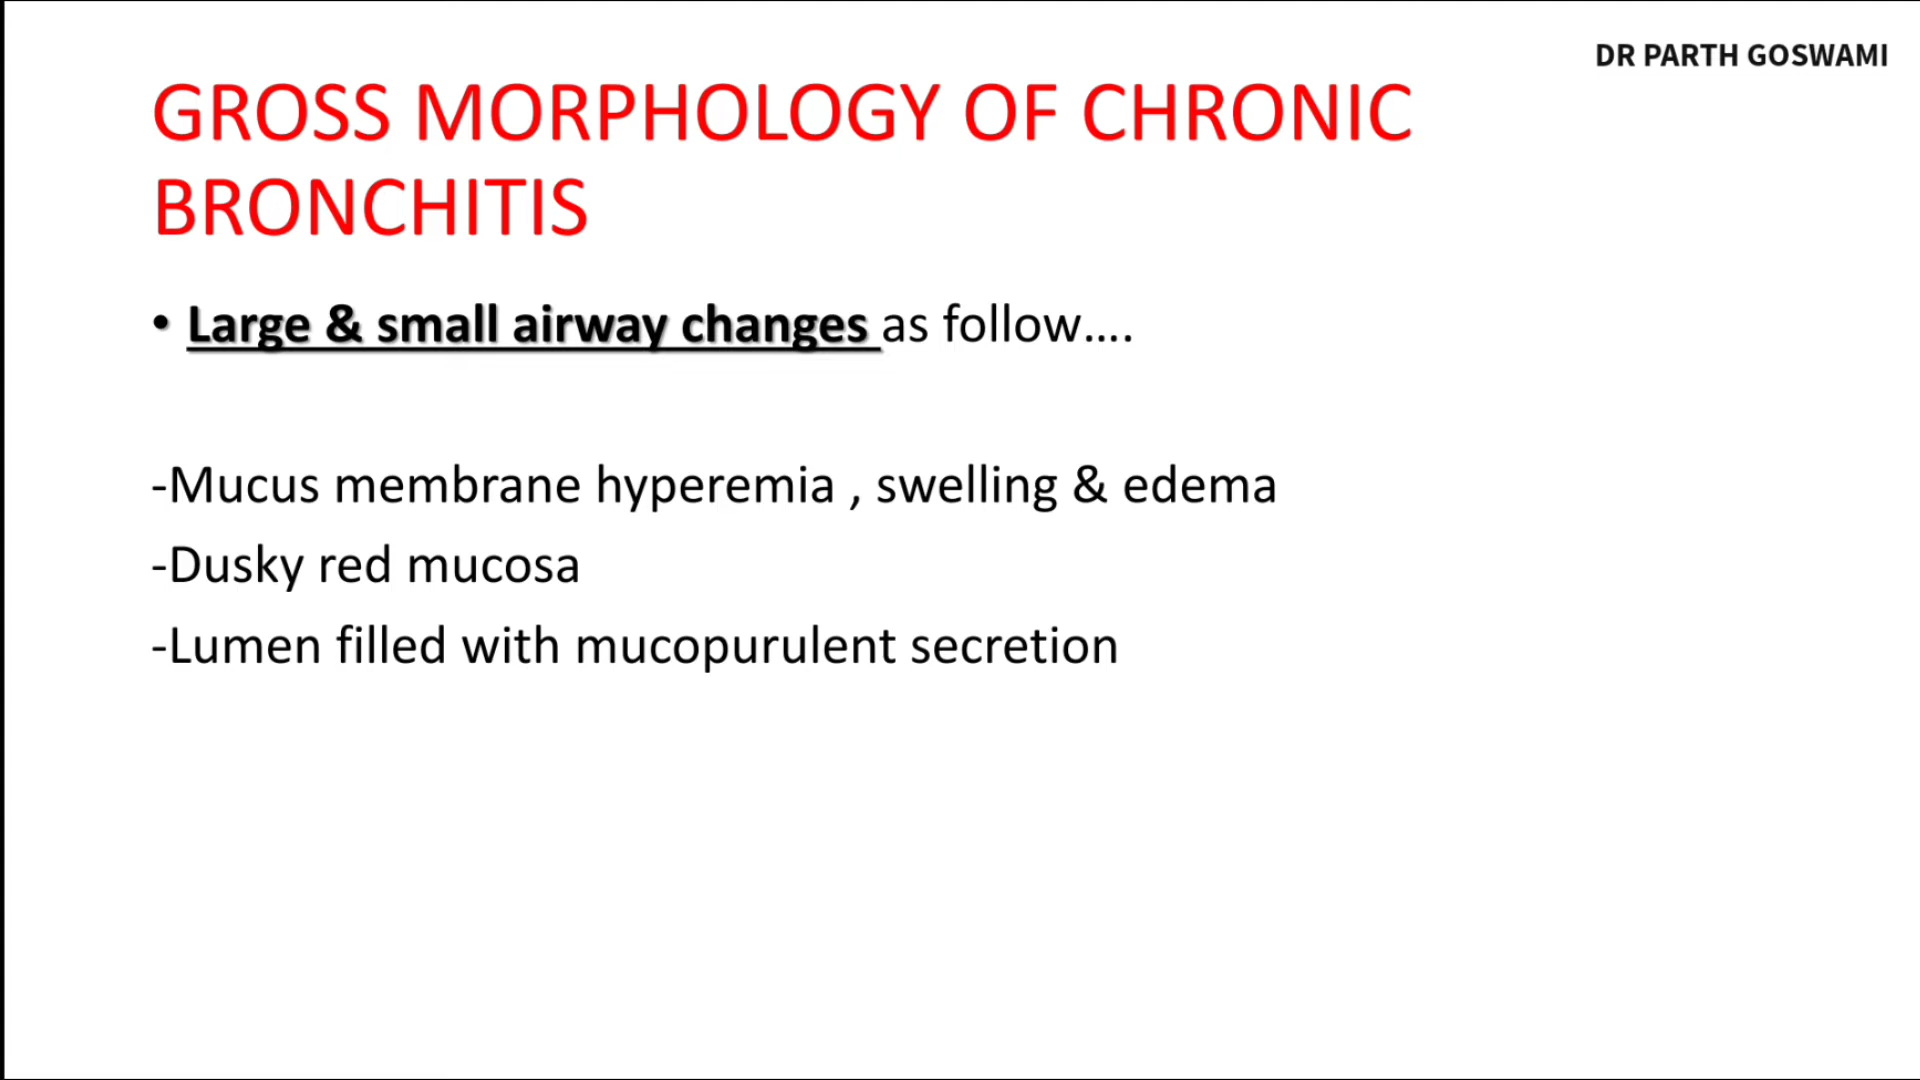 DR PARTH GOSWAMI
GROSS MORPHOLOGY OF CHRONIC
BRONCHITIS
• Large & small airway changes as follow....
-Mucus membrane hyperemia , swelling & edema
-Dusky red mucosa
-Lumen filled with mucopurulent secretion